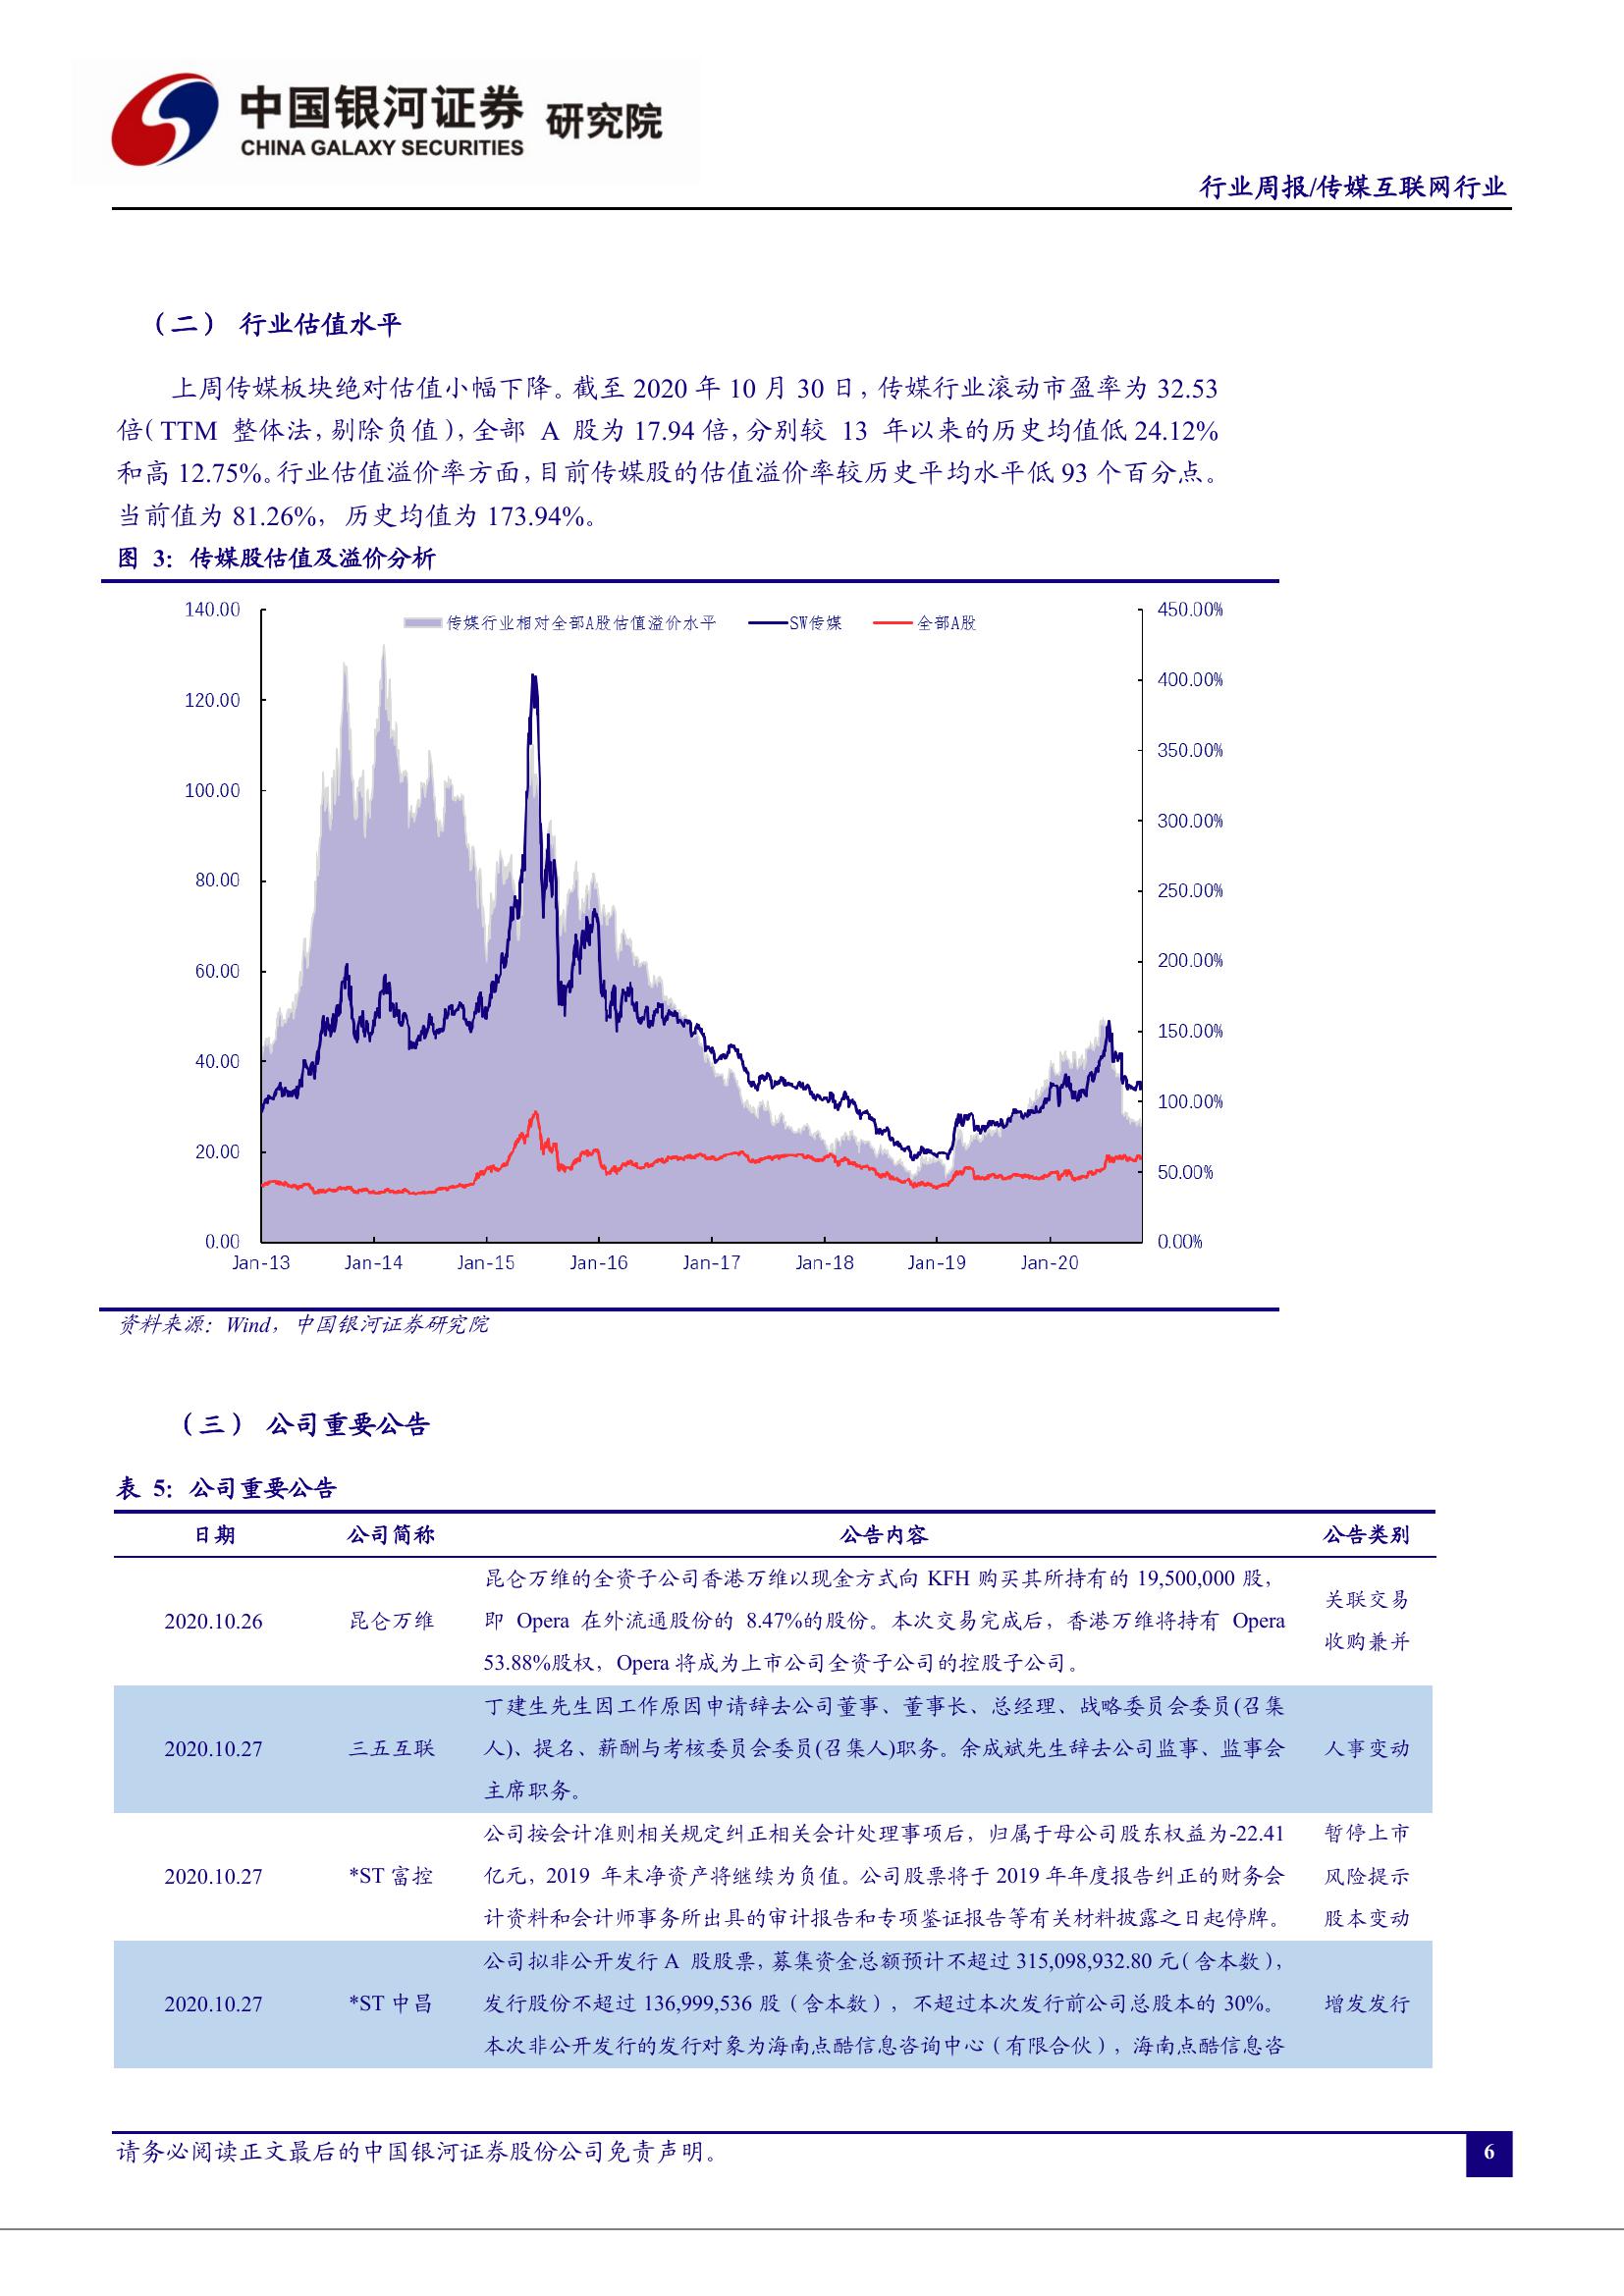 中国银河证券 研究院
CHINA GALAXY SECURITIES
行业周报/传媒互联网行业
（二） 行业估值水平
上周传媒板块绝对估值小幅下降。截至 2020 年 10 月 30 日，传媒行业滚动市盈率为 32.53
倍（TTM 整体法，剔除负值），全部 A 股为 17.94 倍，分别较 13 年以来的历史均值低 24.12%
和高 12.75%。行业估值溢价率方面，目前传媒股的估值溢价率较历史平均水平低 93 个百分点。
当前值为 81.26%，历史均值为 173.94%。
图 3：传媒股估值及溢价分析
传媒行业相对全部A股估值溢价水平 SW传媒 全部A股
140.00 450.00%
400.00%
120.00
350.00%
100.00
300.00%
80.00 250.00%
60.00 200.00%
150.00%
40.00
100.00%
20.00
50.00%
0.00 0.00%
Jan-13 Jan-14 Jan-15 Jan-16 Jan-17 Jan-18 Jan-19 Jan-20
资料来源：Wind，中国银河证券研究院
（三） 公司重要公告
表 5：公司重要公告
日期 公司简称 公告内容 公告类别
昆仑万维的全资子公司香港万维以现金方式向 KFH 购买其所持有的 19,500,000 股，
关联交易
2020.10.26 昆仑万维 即 Opera 在外流通股份的 8.47%的股份。本次交易完成后，香港万维将持有 Opera
收购兼并
53.88%股权，Opera 将成为上市公司全资子公司的控股子公司。
丁建生先生因工作原因申请辞去公司董事、董事长、总经理、战略委员会委员(召集
2020.10.27 三五互联 人)、提名、薪酬与考核委员会委员(召集人)职务。余成斌先生辞去公司监事、监事会 人事变动
主席职务。
公司按会计准则相关规定纠正相关会计处理事项后，归属于母公司股东权益为-22.41 暂停上市
2020.10.27 *ST 富控 亿元，2019 年末净资产将继续为负值。公司股票将于 2019 年年度报告纠正的财务会 风险提示
计资料和会计师事务所出具的审计报告和专项鉴证报告等有关材料披露之日起停牌。 股本变动
公司拟非公开发行 A 股股票，募集资金总额预计不超过 315,098,932.80 元（含本数），
2020.10.27 *ST 中昌 发行股份不超过 136,999,536 股（含本数），不超过本次发行前公司总股本的 30%。 增发发行
本次非公开发行的发行对象为海南点酷信息咨询中心（有限合伙），海南点酷信息咨
请务必阅读正文最后的中国银河证券股份公司免责声明。 6